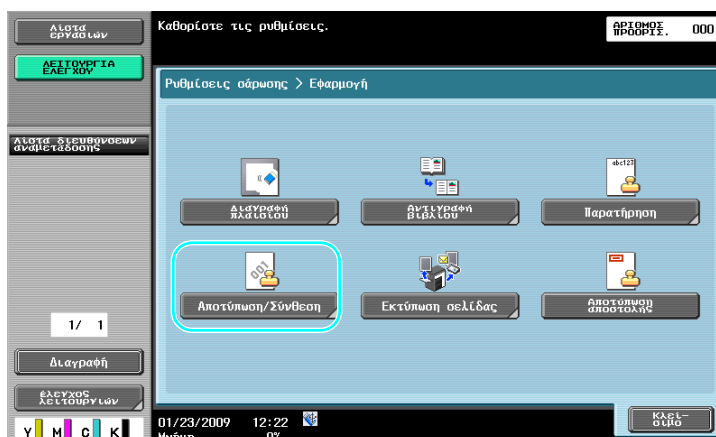 Λίστα
εργασιών
Καθορίστε τις ρυθμίσεις.
ΑΡΙΘΜΟΣ
ΠΡΟΟΡΙΣ.
000
ΛΕΙΤΟΥΡΓΙΑ
ΕΛΕΓΧΟΥ
Ρυθμίσεις σάρωσης > Εφαρμογή
Λίστα διευθύνσεων
αναμετάδοσης
abc123
Διαγραφή
πλαισίου
Αντιγραφή
βιβλίου
Παρατήρηση
001
Αποτύπωση/Σύνθεση
Εκτύπωση σελίδας
Αποτύπωση
αποστολής
1/ 1
Διαγραφή
έλεγχος
λειτουργιών
Κλεί-
σιμο
01/23/2009 12:22
Y M C K
Μνήμη 0%